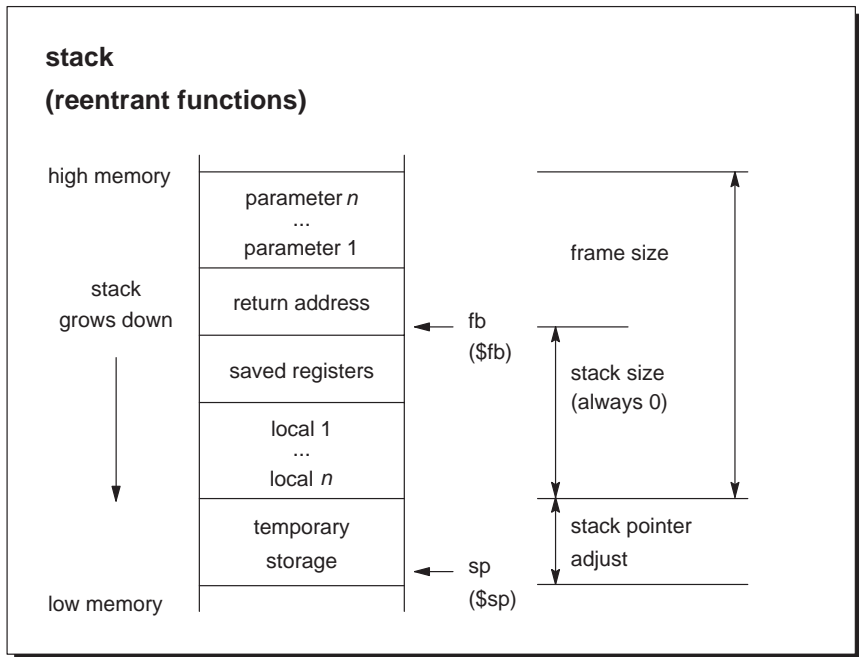 stack
(reentrant functions)
high memory
parameter n
...
parameter 1
frame size
stack
grows down
return address
fb
($fb)
saved registers
stack size
(always 0)
local 1
...
local n
temporary
storage
stack pointer
adjust
sp
($sp)
low memory